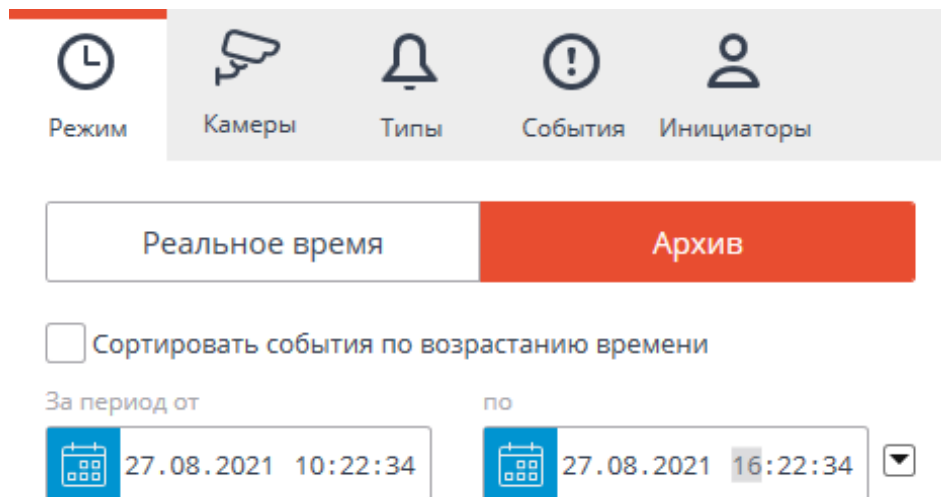 Режим Камеры Типы События Инициаторы
Реальное время Архив
Сортировать события по возрастанию времени
За период от по
27.08.2021 10:22:34 27.08.2021 16:22:34